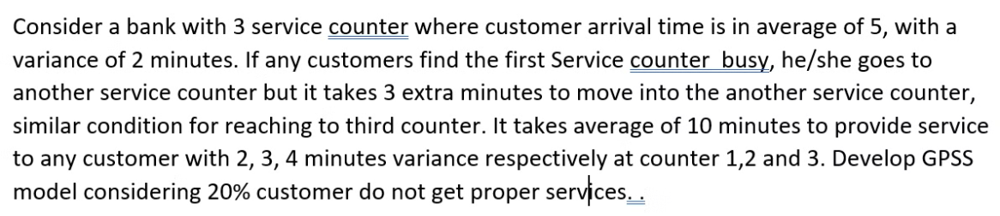 Consider a bank with 3 service counter where customer arrival time is in average of 5, with a
variance of 2 minutes. If any customers find the first Service counter  busy, he/she goes to
another service counter but it takes 3 extra minutes to move into the another service counter,
similar condition for reaching to third counter. It takes average of 10 minutes to provide service
to any customer with 2, 3, 4 minutes variance respectively at counter 1,2 and 3. Develop GPSS
model considering 20% customer do not get proper services. .